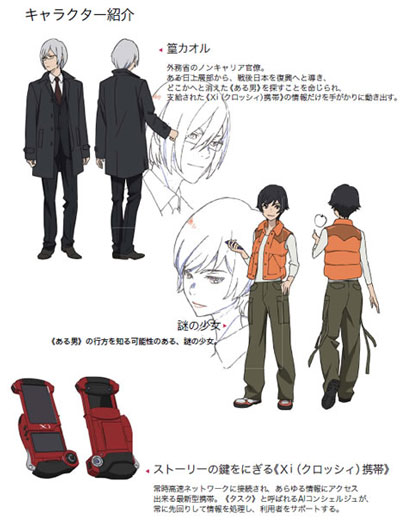 キャラクター紹介
篁カオル
外務省のノンキャリア官僚。
ある日上層部から、戦後日本を復興へと導き、
どこかへと消えた《ある男》を探すことを命じられ、
支給された《Xi(クロッシィ)携帯》の情報だけを手がかりに動き出す。
謎の少女
《ある男》の行方を知る可能性のある、謎の少女。
Xi
ストーリーの鍵をにぎる《Xi(クロッシィ)携帯》
常時高速ネットワークに接続され、あらゆる情報にアクセス
出来る最新型携帯。《タスク》と呼ばれるAIコンシェルジュが、
常に先回りして情報を処理し、利用者をサポートする。